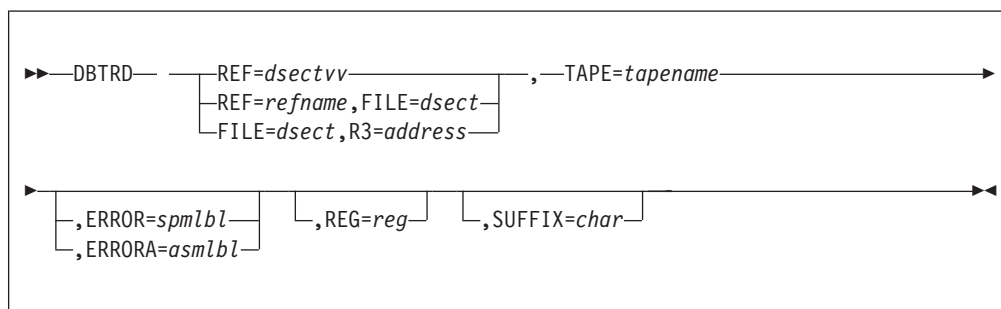 DBTRD REF=dsectvv , TAPE=tapename
REF=refname,FILE=dsect
FILE=dsect,R3=address
,ERROR=spmlbl ,REG=reg ,SUFFIX=char
,ERRORA=asmlbl